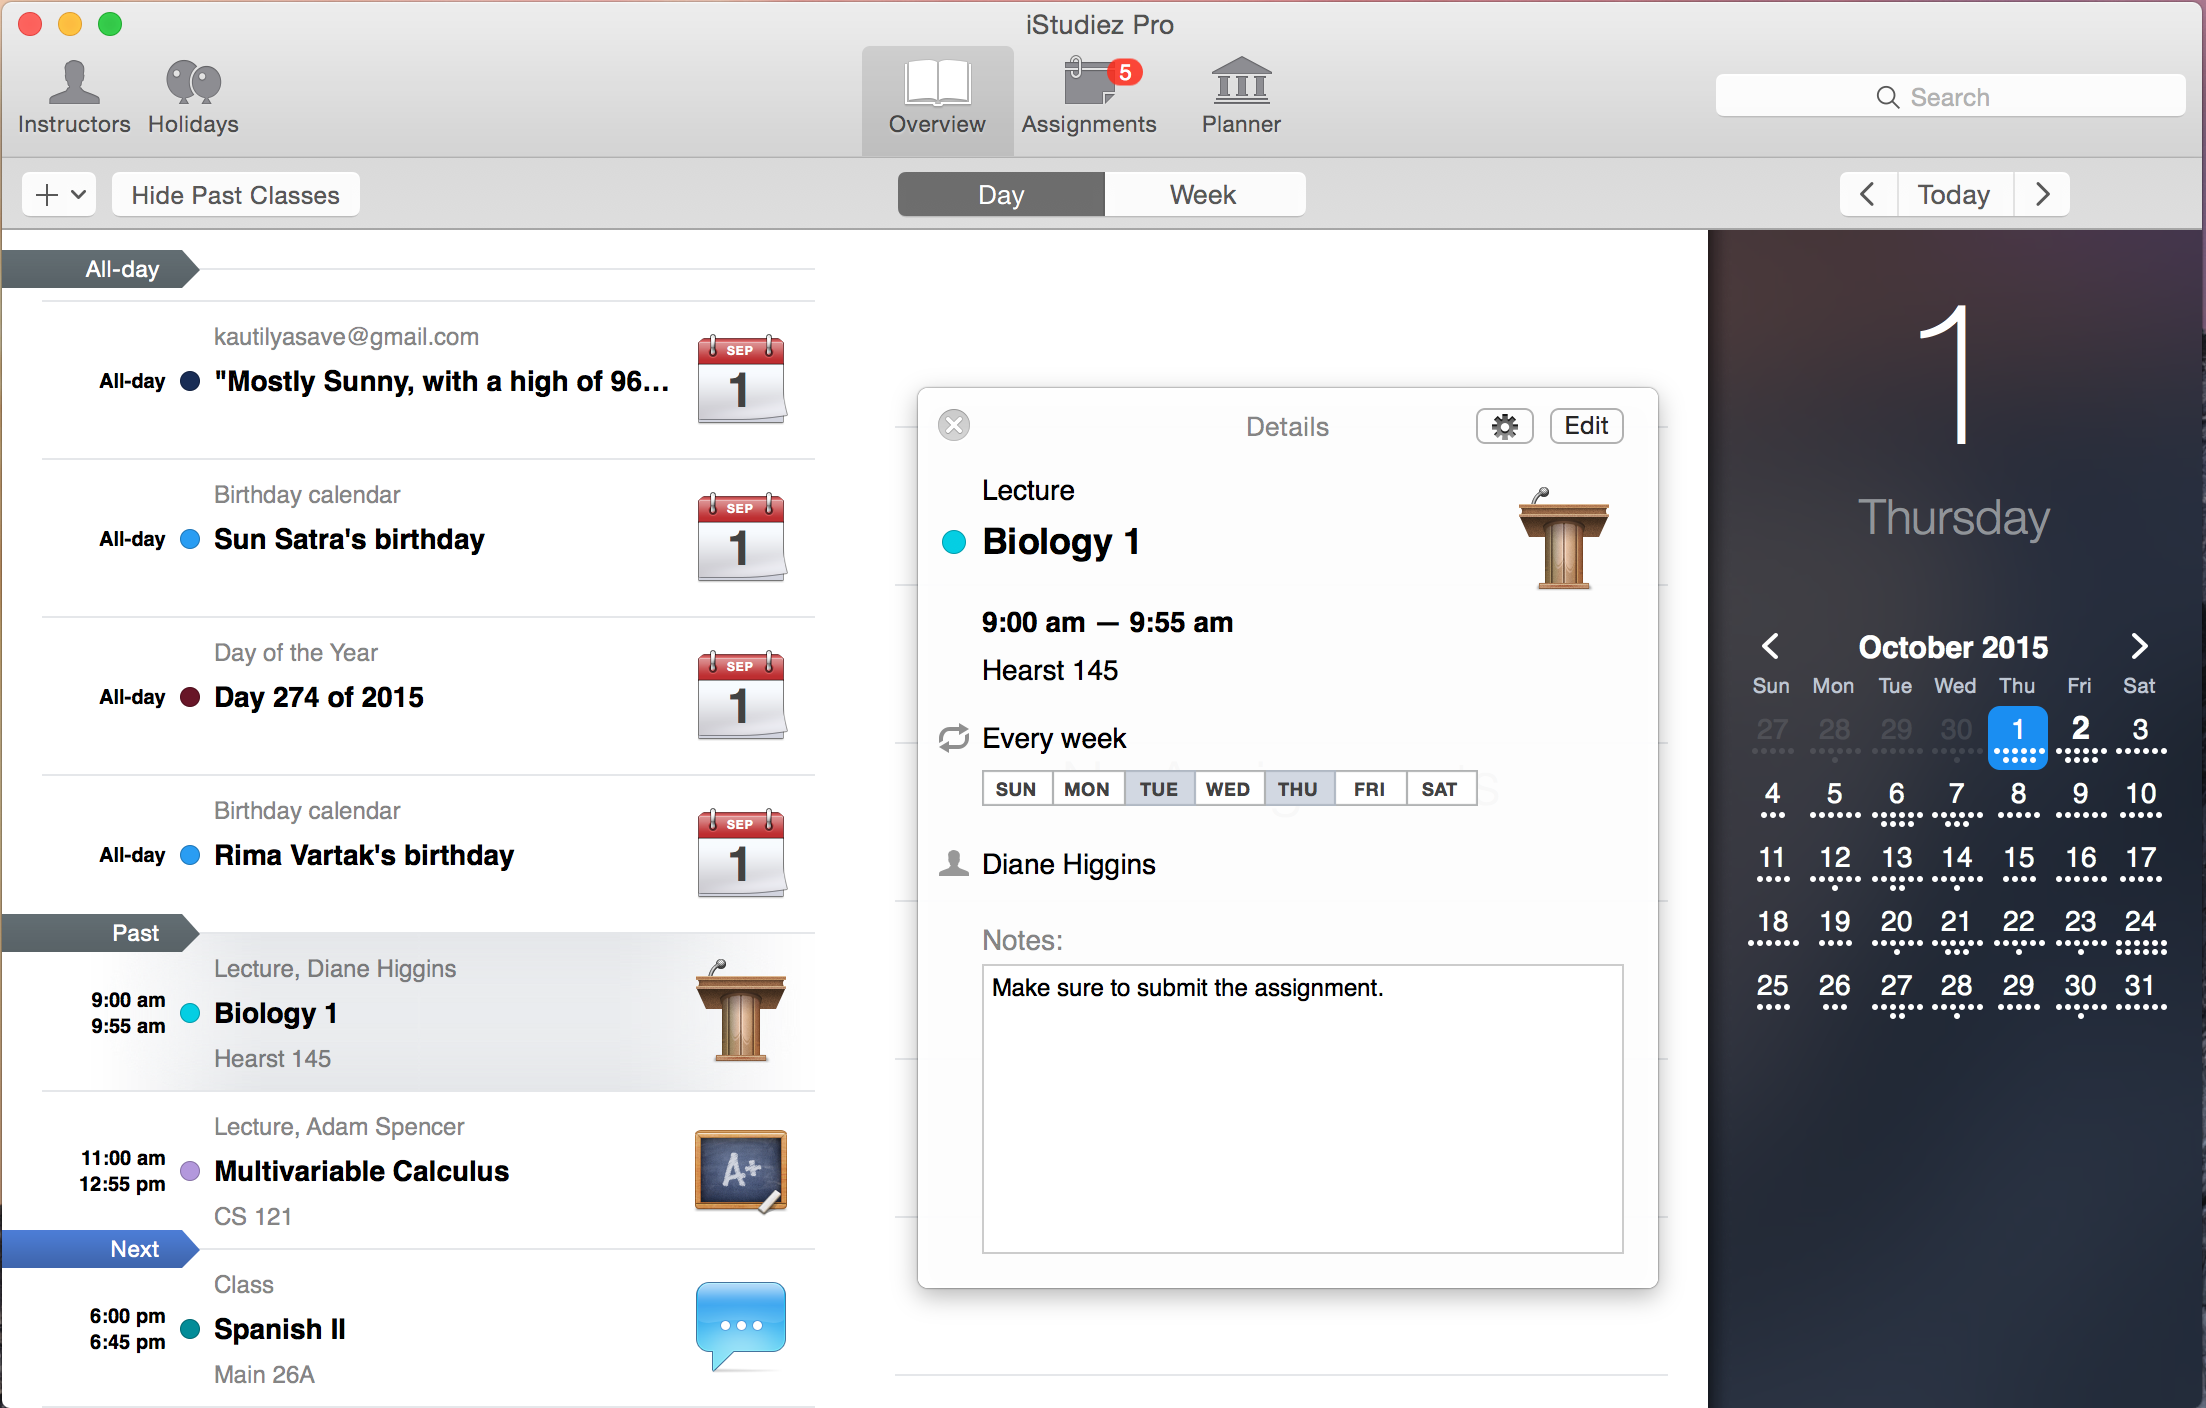 iStudiez Pro
Instructors
Holidays
Overview
Assignments
5
Planner
Search
Hide Past Classes
Day
Week
Today
All-day
kautilyasave@gmail.com
All-day
"Mostly Sunny, with a high of 96...
SEP
1
Birthday calendar
All-day
Sun Satra's birthday
SEP
1
Day of the Year
All-day
Day 274 of 2015
SEP
1
Birthday calendar
All-day
Rima Vartak's birthday
SEP
1
Past
Lecture, Diane Higgins
9:00 am
9:55 am
Biology 1
Hearst 145
Lecture, Adam Spencer
11:00 am
12:55 pm
Multivariable Calculus
CS 121
A+
Next
Class
6:00 pm
6:45 pm
Spanish II
Main 26A
Details
Edit
Lecture
Biology 1
9:00 am — 9:55 am
Hearst 145
Every week
SUN MON TUE WED THU FRI SAT
Diane Higgins
Notes:
Make sure to submit the assignment.
1
Thursday
October 2015
Sun Mon Tue Wed Thu Fri Sat
27 28 29 30 1 2 3
4 5 6 7 8 9 10
11 12 13 14 15 16 17
18 19 20 21 22 23 24
25 26 27 28 29 30 31